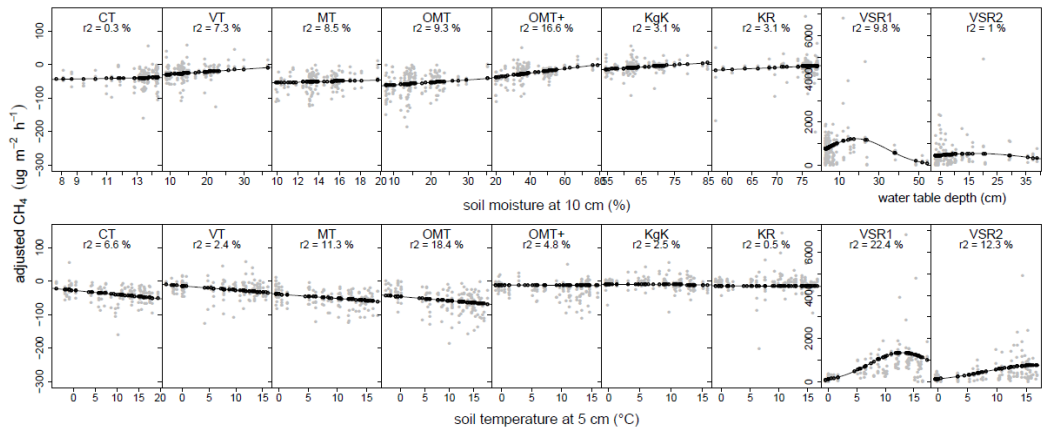 CT VT MT OMT OMT+ KgK KR VSR1 VSR2
r2 = 0.3 % r2 = 7.3 % r2 = 8.5 % r2 = 9.3 % r2 = 16.6 % r2 = 3.1 % r2 = 3.1 % r2 = 9.8 % r2 = 1 %
100
0
−100
−200
−300
6000
4000
2000
0
8 9 11 13 10 20 30 10 12 14 16 18 20 10 20 30 20 40 60 80 55 65 75 85 60 65 70 75 10 30 50 5 15 25 35
soil moisture at 10 cm (%)
water table depth (cm)
adjusted CH₄ (ug m⁻² h⁻¹)
CT VT MT OMT OMT+ KgK KR VSR1 VSR2
r2 = 6.6 % r2 = 2.4 % r2 = 11.3 % r2 = 18.4 % r2 = 4.8 % r2 = 2.5 % r2 = 0.5 % r2 = 22.4 % r2 = 12.3 %
100
0
−100
−200
−300
6000
4000
2000
0
0 5 10 15 20 0 5 10 15 0 5 10 15 0 5 10 15 0 5 10 15 0 5 10 15 0 5 10 15 0 5 10 15 0 5 10 15
soil temperature at 5 cm (°C)